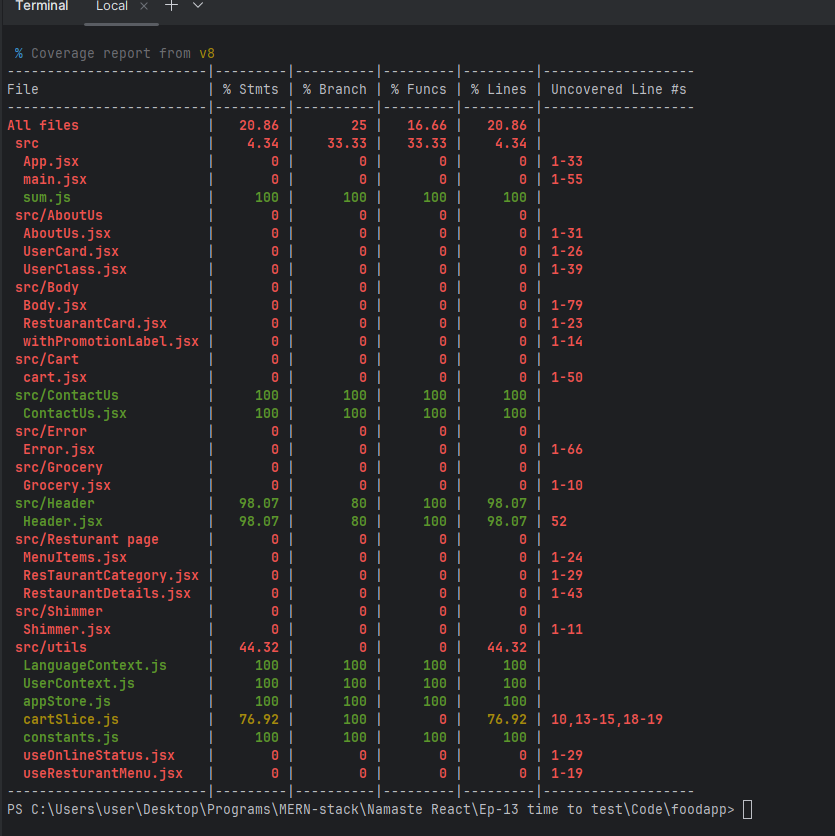 Terminal Local × + ⌄
% Coverage report from v8
-------------------------|---------|----------|---------|---------|-------------------
File                     | % Stmts | % Branch | % Funcs | % Lines | Uncovered Line #s
-------------------------|---------|----------|---------|---------|-------------------
All files                |   20.86 |       25 |   16.66 |   20.86 |
 src                     |    4.34 |    33.33 |   33.33 |    4.34 |
  App.jsx                |       0 |        0 |       0 |       0 | 1-33
  main.jsx               |       0 |        0 |       0 |       0 | 1-55
  sum.js                 |     100 |      100 |     100 |     100 |
 src/AboutUs             |       0 |        0 |       0 |       0 |
  AboutUs.jsx            |       0 |        0 |       0 |       0 | 1-31
  UserCard.jsx           |       0 |        0 |       0 |       0 | 1-26
  UserClass.jsx          |       0 |        0 |       0 |       0 | 1-39
 src/Body                |       0 |        0 |       0 |       0 |
  Body.jsx               |       0 |        0 |       0 |       0 | 1-79
  RestuarantCard.jsx     |       0 |        0 |       0 |       0 | 1-23
  withPromotionLabel.jsx |       0 |        0 |       0 |       0 | 1-14
 src/Cart                |       0 |        0 |       0 |       0 |
  cart.jsx               |       0 |        0 |       0 |       0 | 1-50
 src/ContactUs           |     100 |      100 |     100 |     100 |
  ContactUs.jsx          |     100 |      100 |     100 |     100 |
 src/Error               |       0 |        0 |       0 |       0 |
  Error.jsx              |       0 |        0 |       0 |       0 | 1-66
 src/Grocery             |       0 |        0 |       0 |       0 |
  Grocery.jsx            |       0 |        0 |       0 |       0 | 1-10
 src/Header              |   98.07 |       80 |     100 |   98.07 |
  Header.jsx             |   98.07 |       80 |     100 |   98.07 | 52
 src/Resturant page      |       0 |        0 |       0 |       0 |
  MenuItems.jsx          |       0 |        0 |       0 |       0 | 1-24
  ResTaurantCategory.jsx |       0 |        0 |       0 |       0 | 1-29
  RestaurantDetails.jsx  |       0 |        0 |       0 |       0 | 1-43
 src/Shimmer             |       0 |        0 |       0 |       0 |
  Shimmer.jsx            |       0 |        0 |       0 |       0 | 1-11
 src/utils               |   44.32 |        0 |       0 |   44.32 |
  LanguageContext.js     |     100 |      100 |     100 |     100 |
  UserContext.js         |     100 |      100 |     100 |     100 |
  appStore.js            |     100 |      100 |     100 |     100 |
  cartSlice.js           |   76.92 |      100 |       0 |   76.92 | 10,13-15,18-19
  constants.js           |     100 |      100 |     100 |     100 |
  useOnlineStatus.jsx    |       0 |        0 |       0 |       0 | 1-29
  useResturantMenu.jsx   |       0 |        0 |       0 |       0 | 1-19
-------------------------|---------|----------|---------|---------|-------------------
PS C:\Users\user\Desktop\Programs\MERN-stack\Namaste React\Ep-13 time to test\Code\foodapp>